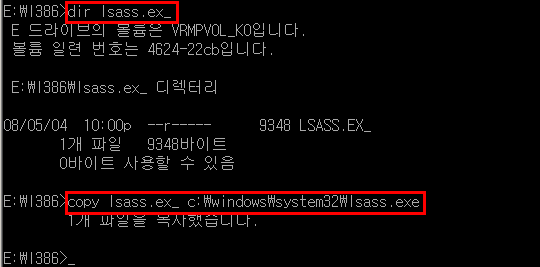 E:₩I386>dir lsass.ex_
E 드라이브의 볼륨은 VRMPVOL_KO입니다.
볼륨 일련 번호는 4624-22cb입니다.
E:₩I386₩lsass.ex_ 디렉터리
08/05/04 10:00p --r----- 9348 LSASS.EX_
1개 파일 9348바이트
0바이트 사용할 수 있음
E:₩I386>copy lsass.ex_ c:₩windows₩system32₩lsass.exe
1개 파일을 복사했습니다.
E:₩I386>_